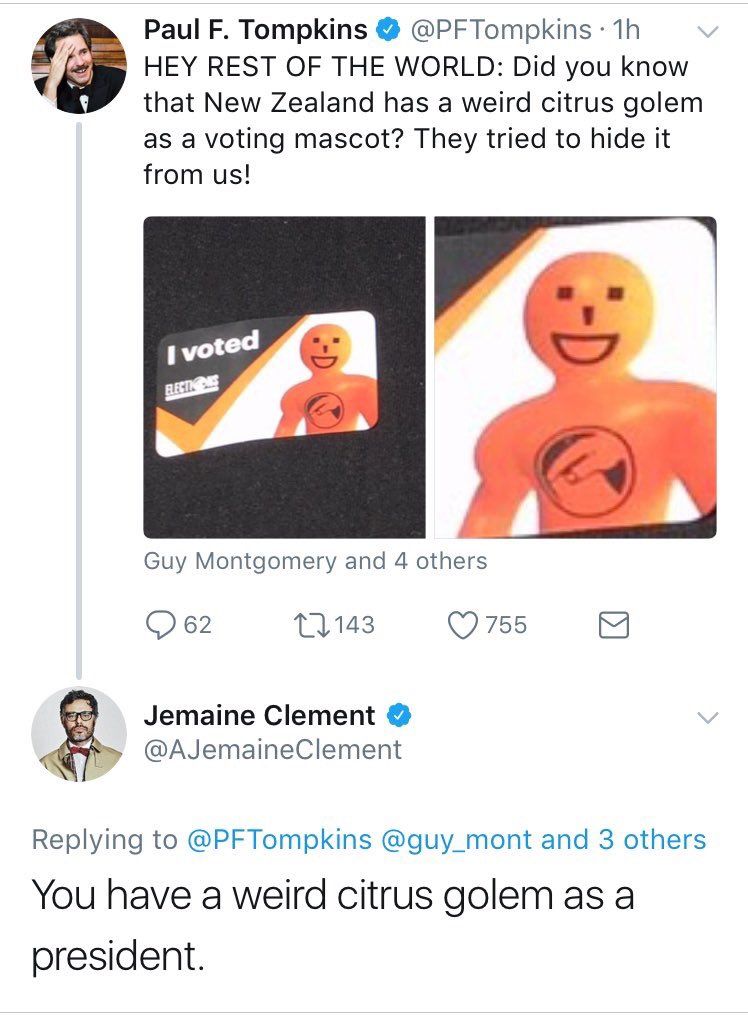 Paul F. Tompkins @PFTompkins · 1h
HEY REST OF THE WORLD: Did you know
that New Zealand has a weird citrus golem
as a voting mascot? They tried to hide it
from us!
I voted
ELECTIONS
Guy Montgomery and 4 others
62 143 755
Jemaine Clement
@AJemaineClement
Replying to @PFTompkins @guy_mont and 3 others
You have a weird citrus golem as a
president.